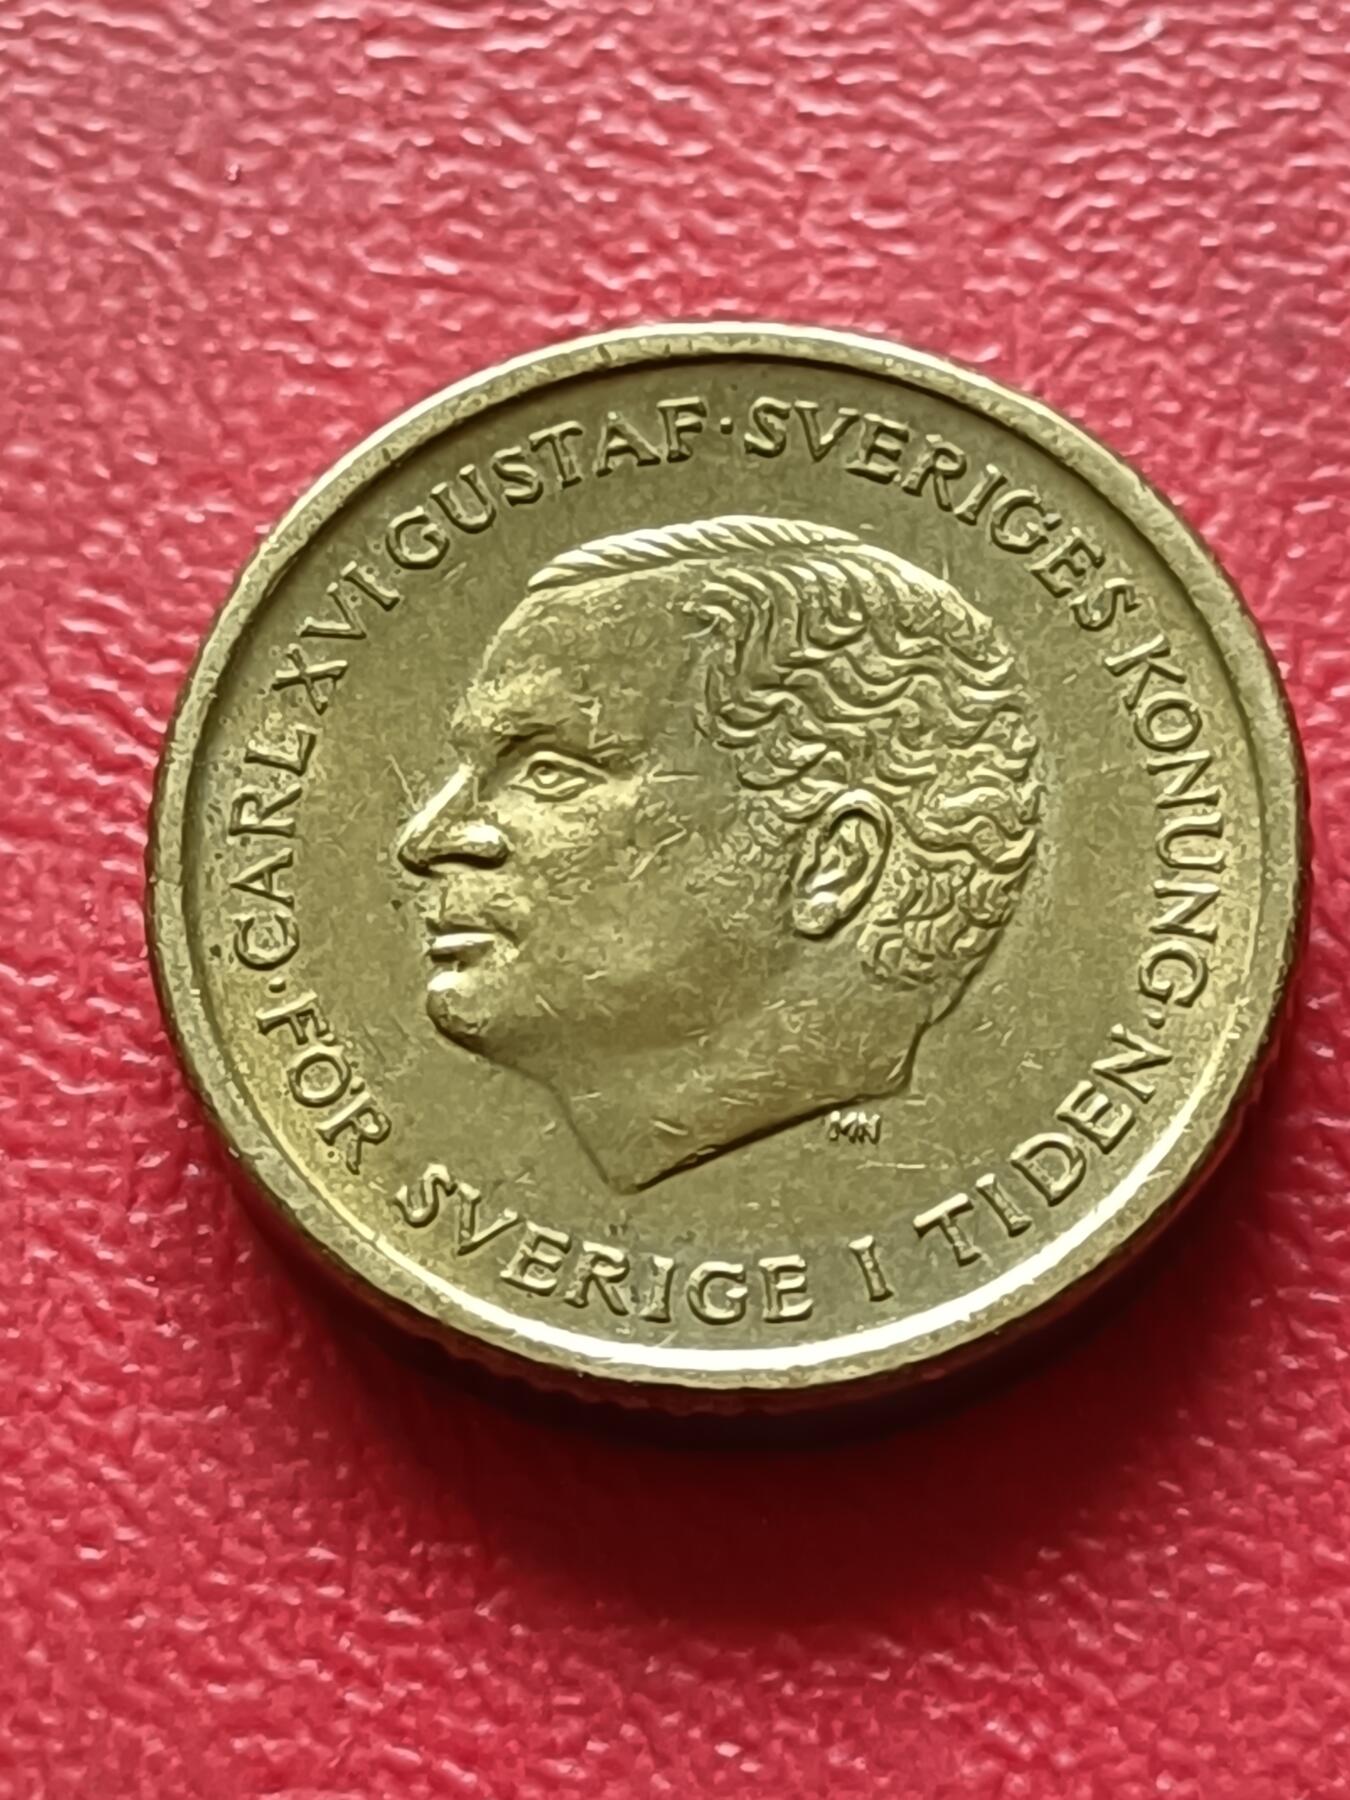 ·CARL XVI GUSTAF·SVERIGES KONUNG·
FÖR SVERIGE I TIDEN
MN